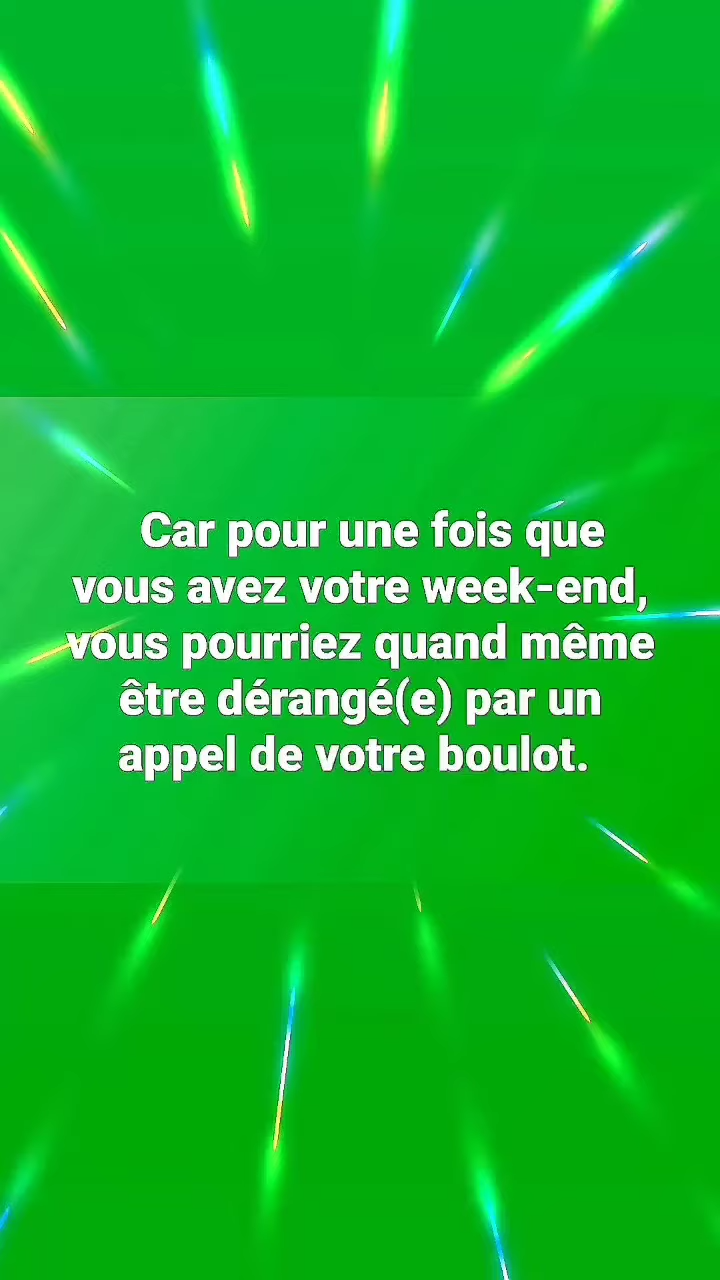 Car pour une fois que
vous avez votre week-end,
vous pourriez quand même
être dérangé(e) par un
appel de votre boulot.